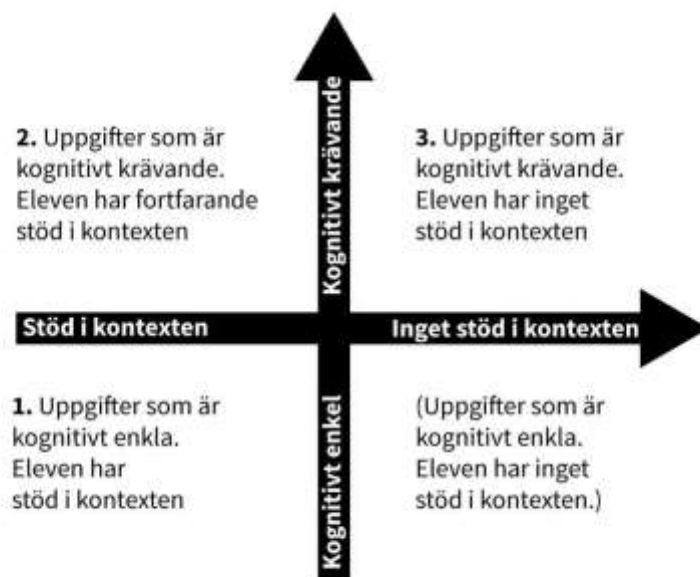 2. Uppgifter som är
kognitivt krävande.
Eleven har fortfarande
stöd i kontexten
Kognitivt krävande
3. Uppgifter som är
kognitivt krävande.
Eleven har inget
stöd i kontexten
Stöd i kontexten
Inget stöd i kontexten
1. Uppgifter som är
kognitivt enkla.
Eleven har
stöd i kontexten
Kognitivt enkel
(Uppgifter som är
kognitivt enkla.
Eleven har inget
stöd i kontexten.)